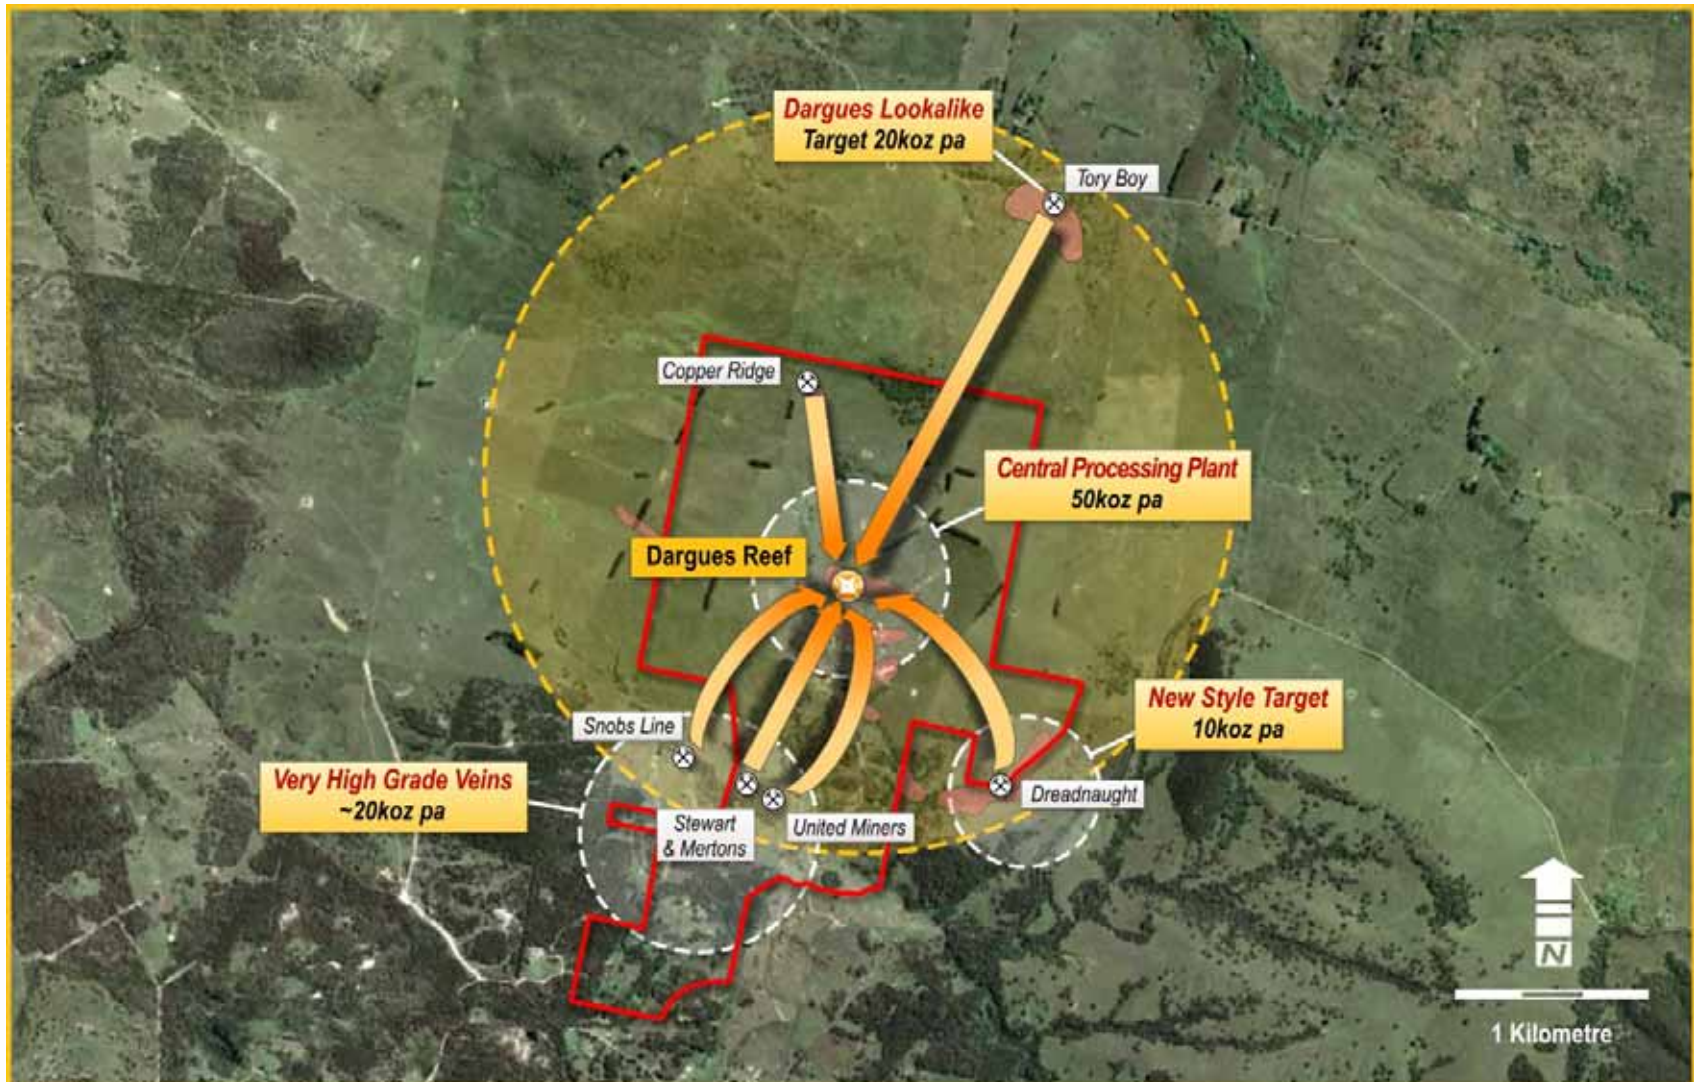 Dargues Lookalike
Target 20koz pa
Tory Boy
Copper Ridge
Central Processing Plant
50koz pa
Dargues Reef
New Style Target
10koz pa
Snobs Line
Very High Grade Veins
~20koz pa
Stewart
& Mertons
United Miners
Dreadnaught
N
1 Kilometre